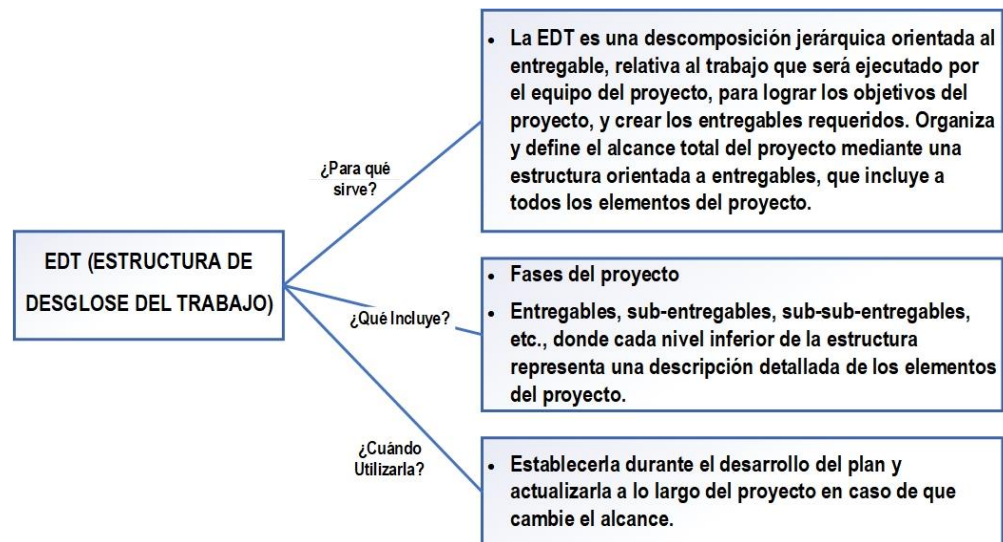 EDT (ESTRUCTURA DE
DESGLOSE DEL TRABAJO)
¿Para qué
sirve?
• La EDT es una descomposición jerárquica orientada al
entregable, relativa al trabajo que será ejecutado por
el equipo del proyecto, para lograr los objetivos del
proyecto, y crear los entregables requeridos. Organiza
y define el alcance total del proyecto mediante una
estructura orientada a entregables, que incluye a
todos los elementos del proyecto.
¿Qué Incluye?
• Fases del proyecto
• Entregables, sub-entregables, sub-sub-entregables,
etc., donde cada nivel inferior de la estructura
representa una descripción detallada de los elementos
del proyecto.
¿Cuándo
Utilizarla?
• Establecerla durante el desarrollo del plan y
actualizarla a lo largo del proyecto en caso de que
cambie el alcance.